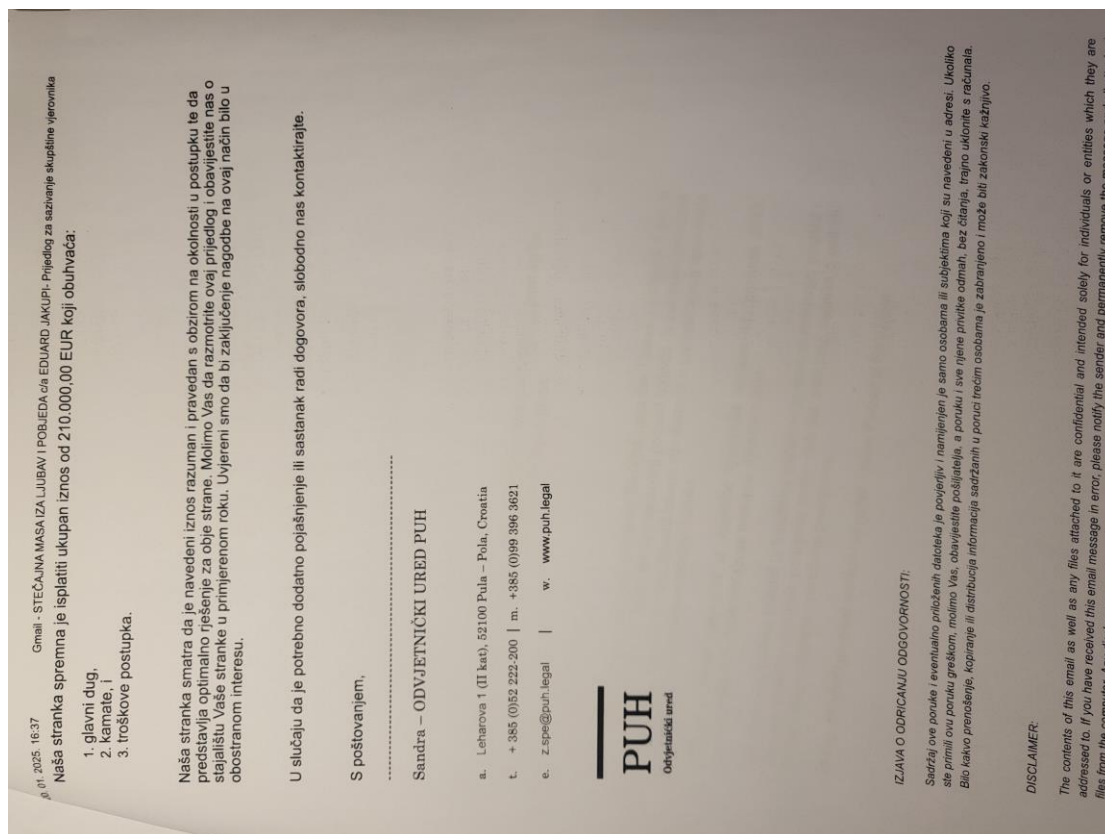 01. 2025. 16:37 Gmail - STEČAJNA MASA IZA LJUBAV I POBJEDA c/a EDUARD JAKUPI- Prijedlog za sazivanje skupštine vjerovnika
Naša stranka spremna je isplatiti ukupan iznos od 210.000,00 EUR koji obuhvaća:
1. glavni dug,
2. kamate, i
3. troškove postupka.
Naša stranka smatra da je navedeni iznos razuman i pravedan s obzirom na okolnosti u postupku te da
predstavlja optimalno rješenje za obje strane. Molimo Vas da razmotrite ovaj prijedlog i obavijestite nas o
stajalištu Vaše stranke u primjerenom roku. Uvjereni smo da bi zaključenje nagodbe na ovaj način bilo u
obostranom interesu.
U slučaju da je potrebno dodatno pojašnjenje ili sastanak radi dogovora, slobodno nas kontaktirajte.
S poštovanjem,
Sandra – ODVJETNIČKI URED PUH
a. Leharova 1 (II kat), 52100 Pula – Pola, Croatia
t. + 385 (0)52 222-200 | m. +385 (0)99 396 3621
e. z.spe@puh.legal | w. www.puh.legal
PUH
Odvjetnički ured
IZJAVA O ODRICANJU ODGOVORNOSTI:
Sadržaj ove poruke i eventualno priloženih datoteka je povjerljiv i namijenjen je samo osobama ili subjektima koji su navedeni u adresi. Ukoliko
ste primili ovu poruku greškom, molimo Vas, obavijestite pošiljatelja, a poruku i sve njene privitke odmah, bez čitanja, trajno uklonite s računala.
Bilo kakvo prenošenje, kopiranje ili distribucija informacija sadržanih u poruci trećim osobama je zabranjeno i može biti zakonski kažnjivo.
DISCLAIMER:
The contents of this email as well as any files attached to it are confidential and intended solely for individuals or entities which they are
addressed to. If you have received this email message in error, please notify the sender and permanently remove the message
files from the computer.